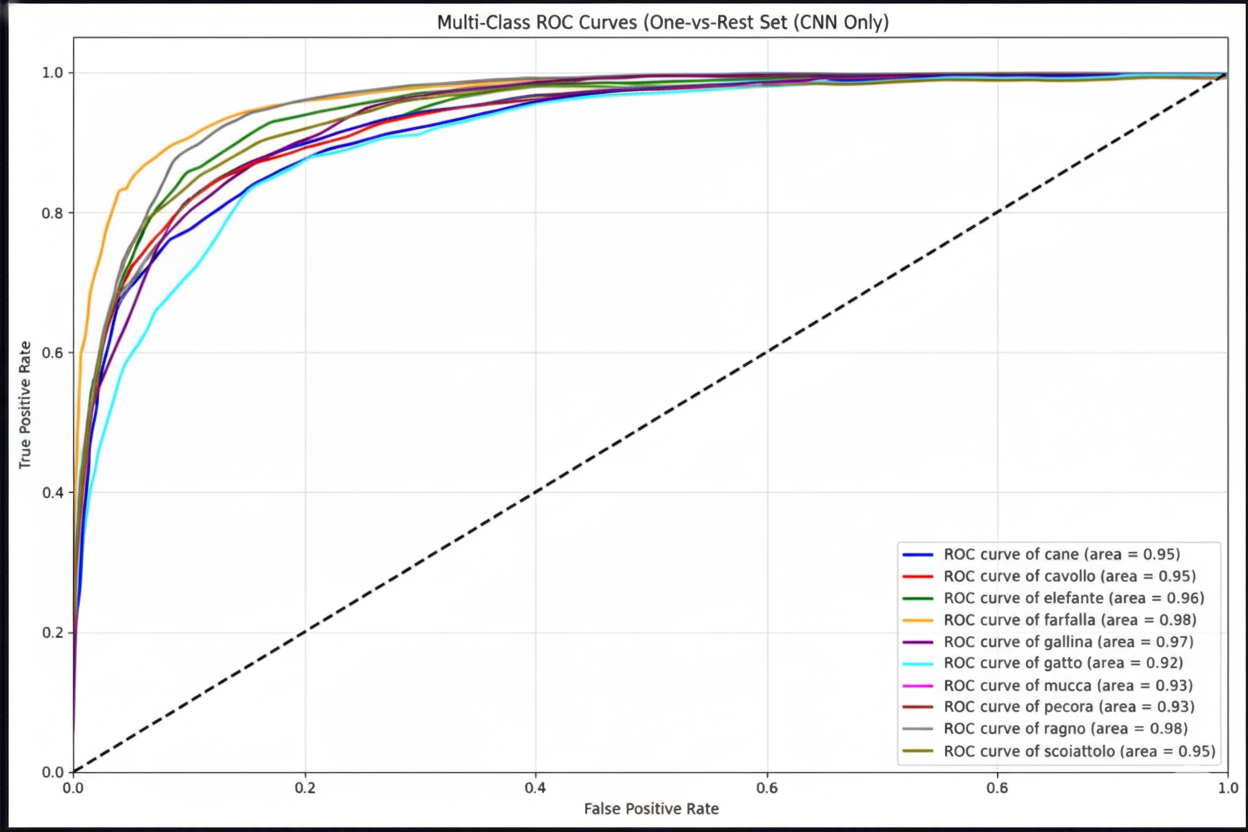 Multi-Class ROC Curves (One-vs-Rest Set (CNN Only)
1.0
0.8
0.6
0.4
0.2
0.0
True Positive Rate
0.0 0.2 0.4 0.6 0.6 1.0
False Positive Rate
ROC curve of cane (area = 0.95)
ROC curve of cavollo (area = 0.95)
ROC curve of elefante (area = 0.96)
ROC curve of farfalla (area = 0.98)
ROC curve of gallina (area = 0.97)
ROC curve of gatto (area = 0.92)
ROC curve of mucca (area = 0.93)
ROC curve of pecora (area = 0.93)
ROC curve of ragno (area = 0.98)
ROC curve of scoiattolo (area = 0.95)